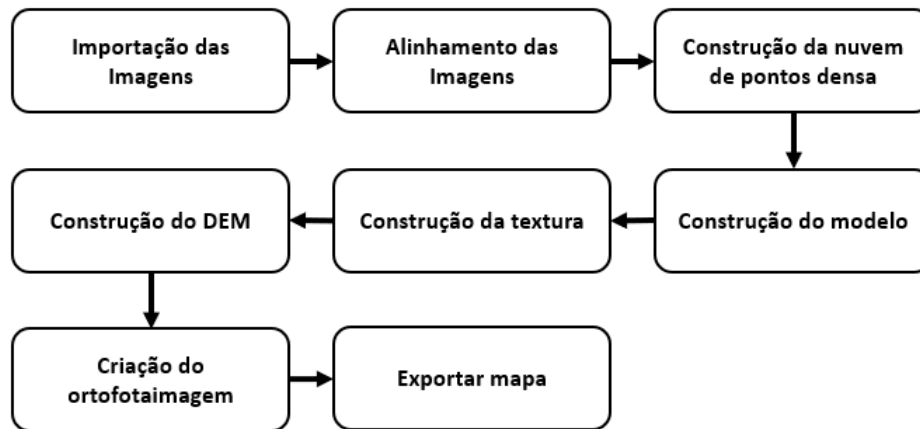 Importação das
Imagens
Alinhamento das
Imagens
Construção da nuvem
de pontos densa
Construção do modelo
Construção da textura
Construção do DEM
Criação do
ortofotaimagem
Exportar mapa